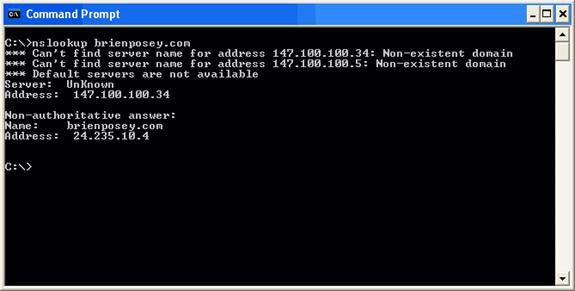 Command Prompt
C:\>nslookup brienposey.com
*** Can't find server name for address 147.100.100.34: Non-existent domain
*** Can't find server name for address 147.100.100.5: Non-existent domain
*** Default servers are not available
Server:  UnKnown
Address:  147.100.100.34
Non-authoritative answer:
Name:    brienposey.com
Address:  24.235.10.4
C:\>